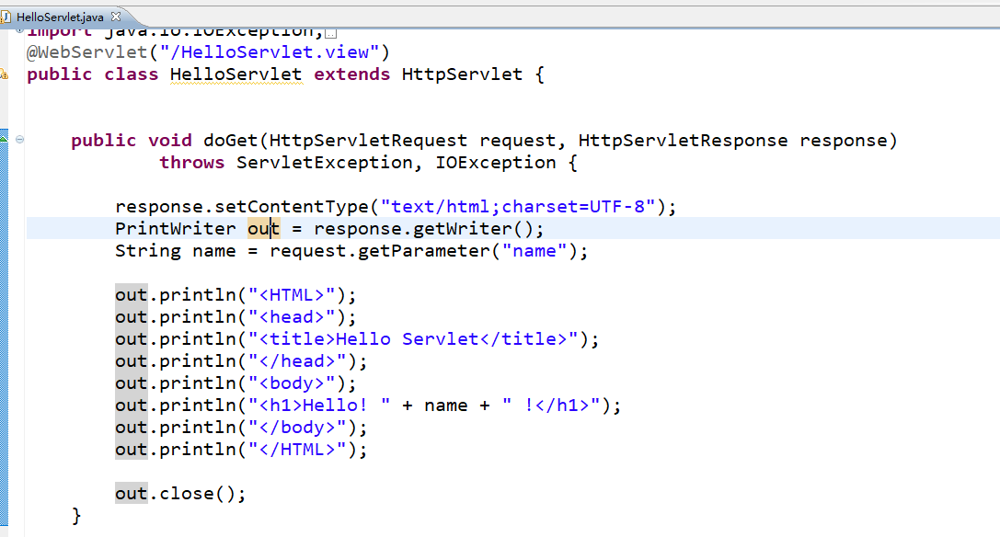 HelloServlet.java
import java.io.IOException;
@WebServlet("/HelloServlet.view")
public class HelloServlet extends HttpServlet {
public void doGet(HttpServletRequest request, HttpServletResponse response)
throws ServletException, IOException {
response.setContentType("text/html;charset=UTF-8");
PrintWriter out = response.getWriter();
String name = request.getParameter("name");
out.println("<HTML>");
out.println("<head>");
out.println("<title>Hello Servlet</title>");
out.println("</head>");
out.println("<body>");
out.println("<h1>Hello! " + name + " !</h1>");
out.println("</body>");
out.println("</HTML>");
out.close();
}